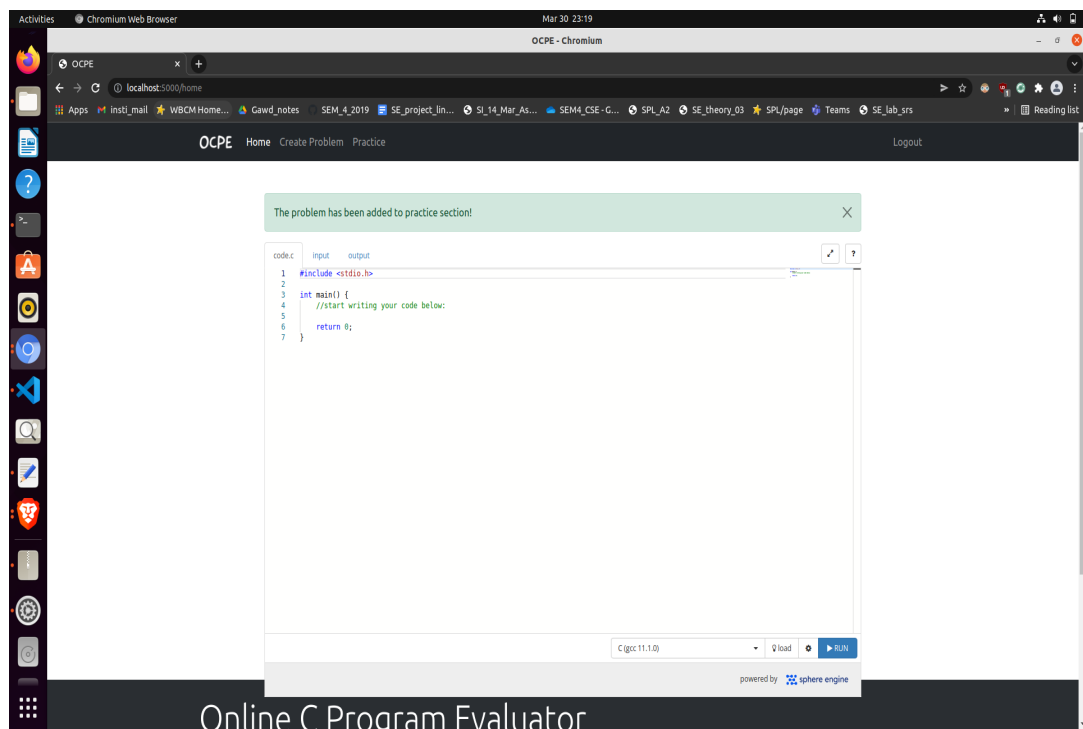 Activities Chromium Web Browser Mar 30 23:19
OCPE - Chromium
OCPE
localhost:5000/home
Apps insti_mail WBCM Home... Gawd_notes SEM_4_2019 SE_project_lin... SI_14_Mar_As... SEM4_CSE - G... SPL_A2 SE_theory_03 SPL/page Teams SE_lab_srs » Reading list
OCPE Home Create Problem Practice Logout
The problem has been added to practice section!
code.c input output ?
1 #include <stdio.h>
2
3 int main() {
4 //start writing your code below:
5
6 return 0;
7 }
C (gcc 11.1.0) load RUN
powered by sphere engine
Online C Program Evaluator